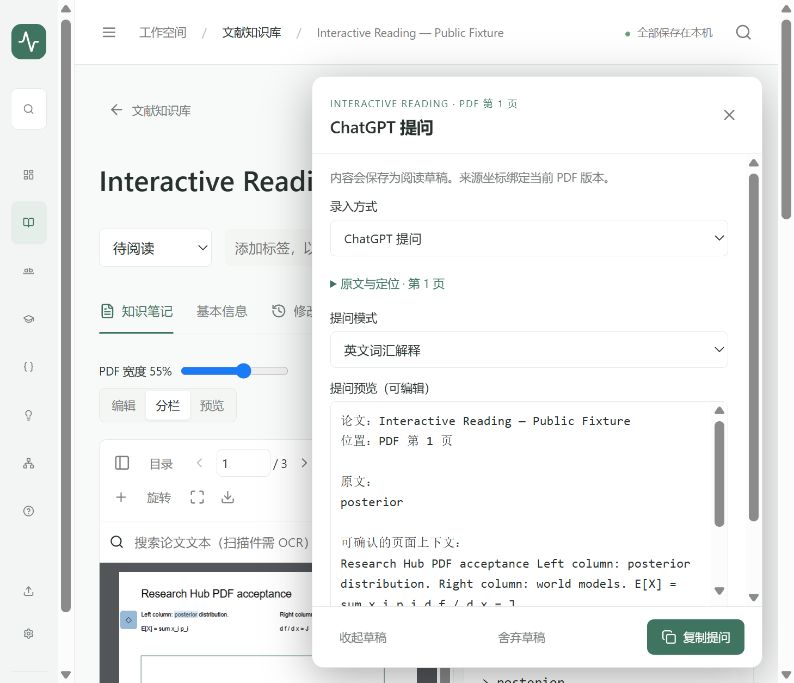 工作空间 / 文献知识库 / Interactive Reading — Public Fixture
全部保存在本机
文献知识库
Interactive Readi
待阅读
添加标签，以
知识笔记
基本信息
修改
PDF 宽度 55%
编辑
分栏
预览
目录
1
/ 3
旋转
搜索论文文本（扫描件需 OCR）
Research Hub PDF acceptance
Left column: posterior distribution.
Right column:
E[X] = sum x_i p_i
d f / d x = J
INTERACTIVE READING · PDF 第 1 页
ChatGPT 提问
内容会保存为阅读草稿。来源坐标绑定当前 PDF 版本。
录入方式
ChatGPT 提问
原文与定位 · 第 1 页
提问模式
英文词汇解释
提问预览（可编辑）
论文：Interactive Reading — Public Fixture
位置：PDF 第 1 页
原文：
posterior
可确认的页面上下文：
Research Hub PDF acceptance Left column: posterior
distribution. Right column: world models. E[X] =
sum x_i p_i d f / d x = J
收起草稿
舍弃草稿
复制提问
posterior